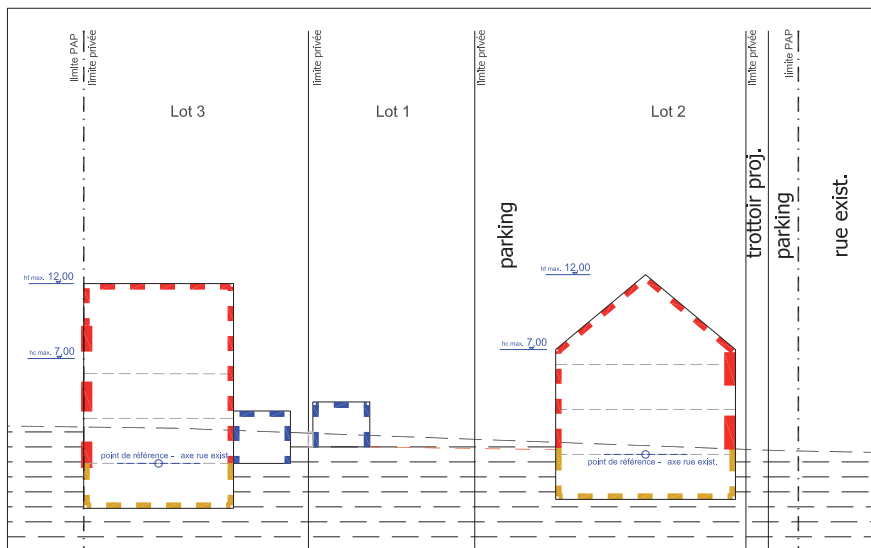 llimite PAP
limite privée
limite privée
limite privée
limite privée
limite PAP
Lot 3
Lot 1
Lot 2
trottoir proj.
parking
rue exist.
parking
hf max. 12,00
hf max. 12,00
hc max. 7,00
hc max. 7,00
point de référence - axe rue exist.
point de référence - axe rue exist.